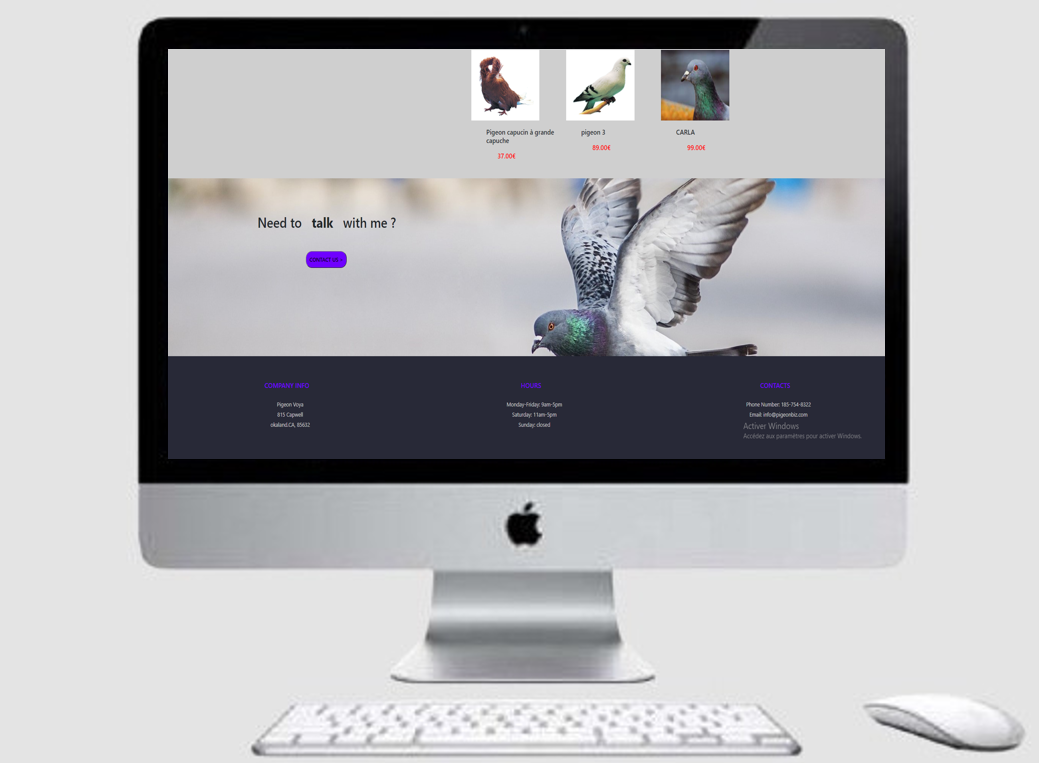 Pigeon capucin à grande
capuche
37.00€
pigeon 3
89.00€
CARLA
99.00€
Need to talk with me ?
CONTACT US
COMPANY INFO
Pigeon Voya
815 Capwell
okaland,CA, 85632
HOURS
Monday-Friday: 9am-5pm
Saturday: 11am-5pm
Sunday: closed
CONTACTS
Phone Number: 185-754-8322
Email: info@pigeonbiz.com
Activer Windows
Accédez aux paramètres pour activer Windows.